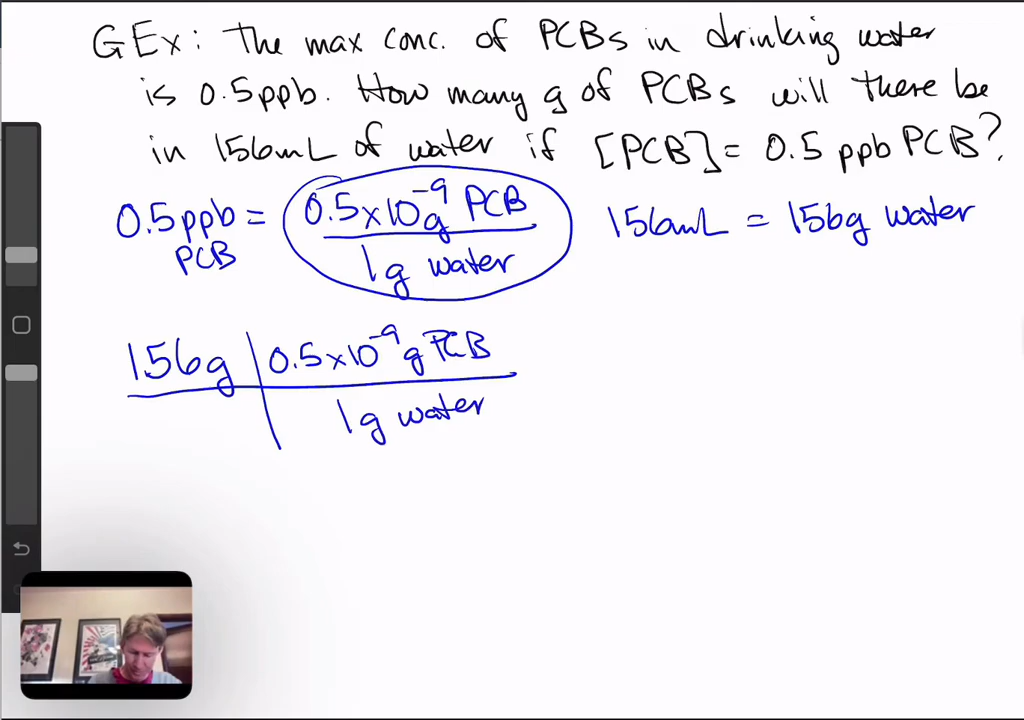 GEx: The max conc. of PCBs in drinking water
is 0.5ppb. How many g of PCBs will there be
in 156mL of water if [PCB] = 0.5 ppb PCB?
0.5ppb PCB = 0.5x10⁻⁹g PCB / 1g water
156mL = 156g water
156g | 0.5x10⁻⁹g PCB
1g water